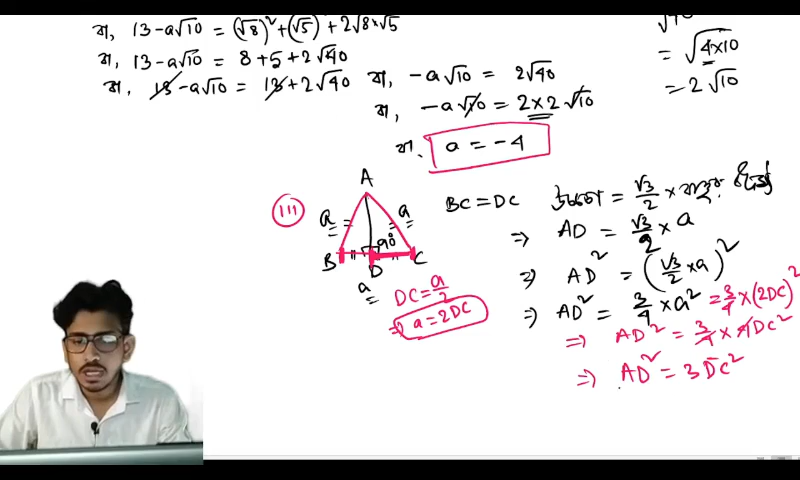 বা, 13-a√10 = (√8)² + (√5) + 2√8×√5
বা, 13-a√10 = 8+5+2√40
বা, 13-a√10 = 13+2√40
বা, -a√10 = 2√40
বা, -a√10 = 2×2√10
বা, a = -4
√40
= √4×10
= 2√10
III
A
a
a
B
D
C
90°
a
BC = DC
DC = a/2
⇒ a = 2DC
উচ্চতা = √3/2 × বাহুর দৈর্ঘ্য
⇒ AD = √3/2 × a
⇒ AD² = (√3/2 × a)²
⇒ AD² = 3/4 × a² = 3/4 × (2DC)²
⇒ AD² = 3/4 × 4DC²
⇒ AD² = 3DC²